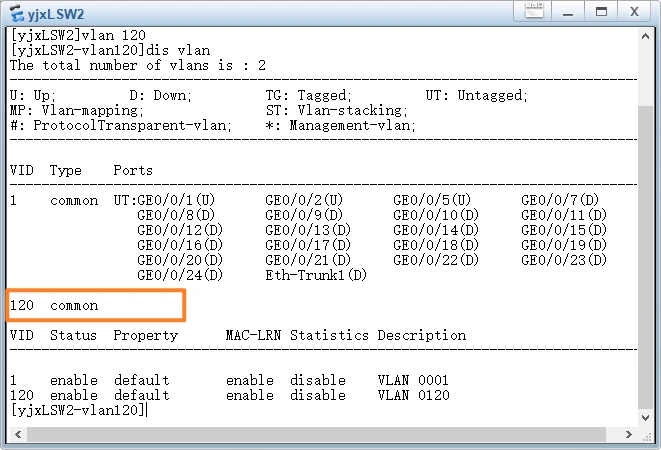 yjxLSW2
[yjxLSW2]vlan 120
[yjxLSW2-vlan120]dis vlan
The total number of vlans is : 2
--------------------------------------------------------------------------------
U: Up;         D: Down;         TG: Tagged;         UT: Untagged;
MP: Vlan-mapping;               ST: Vlan-stacking;
#: ProtocolTransparent-vlan;    *: Management-vlan;
--------------------------------------------------------------------------------
VID  Type    Ports
--------------------------------------------------------------------------------
1    common  UT:GE0/0/1(U)      GE0/0/2(U)      GE0/0/5(U)      GE0/0/7(D)
                GE0/0/8(D)      GE0/0/9(D)      GE0/0/10(D)     GE0/0/11(D)
                GE0/0/12(D)     GE0/0/13(D)     GE0/0/14(D)     GE0/0/15(D)
                GE0/0/16(D)     GE0/0/17(D)     GE0/0/18(D)     GE0/0/19(D)
                GE0/0/20(D)     GE0/0/21(D)     GE0/0/22(D)     GE0/0/23(D)
                GE0/0/24(D)     Eth-Trunk1(D)
120  common
VID  Status  Property      MAC-LRN Statistics Description
--------------------------------------------------------------------------------
1    enable  default       enable  disable    VLAN 0001
120  enable  default       enable  disable    VLAN 0120
[yjxLSW2-vlan120]